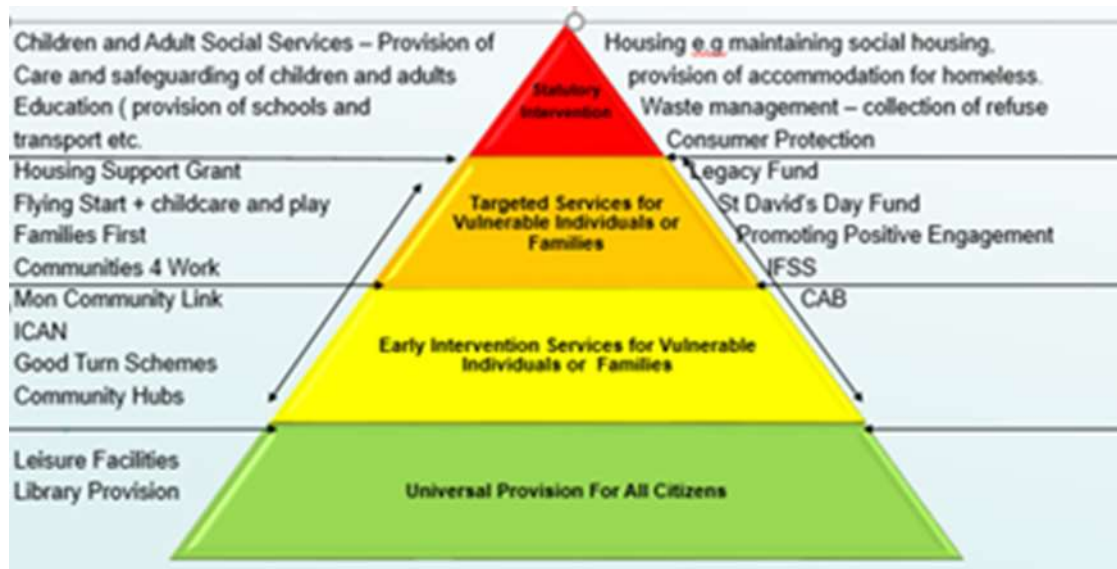 Children and Adult Social Services – Provision of
Care and safeguarding of children and adults
Education ( provision of schools and
transport etc.
Housing Support Grant
Flying Start + childcare and play
Families First
Communities 4 Work
Mon Community Link
ICAN
Good Turn Schemes
Community Hubs
Leisure Facilities
Library Provision
Statutory
Intervention
Targeted Services for
Vulnerable Individuals or
Families
Early Intervention Services for Vulnerable
Individuals or Families
Universal Provision For All Citizens
Housing e.g maintaining social housing,
provision of accommodation for homeless.
Waste management – collection of refuse
Consumer Protection
Legacy Fund
St David's Day Fund
Promoting Positive Engagement
IFSS
CAB